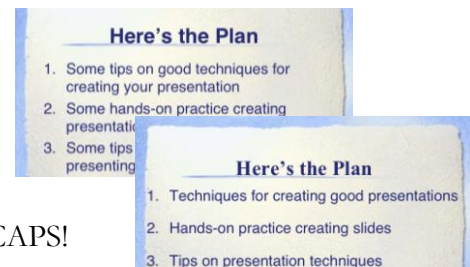 Here's the Plan
1. Some tips on good techniques for
creating your presentation
2. Some hands-on practice creating
3. Some tips
presenting
Here's the Plan
1. Techniques for creating good presentations
2. Hands-on practice creating slides
3. Tips on presentation techniques
CAPS!